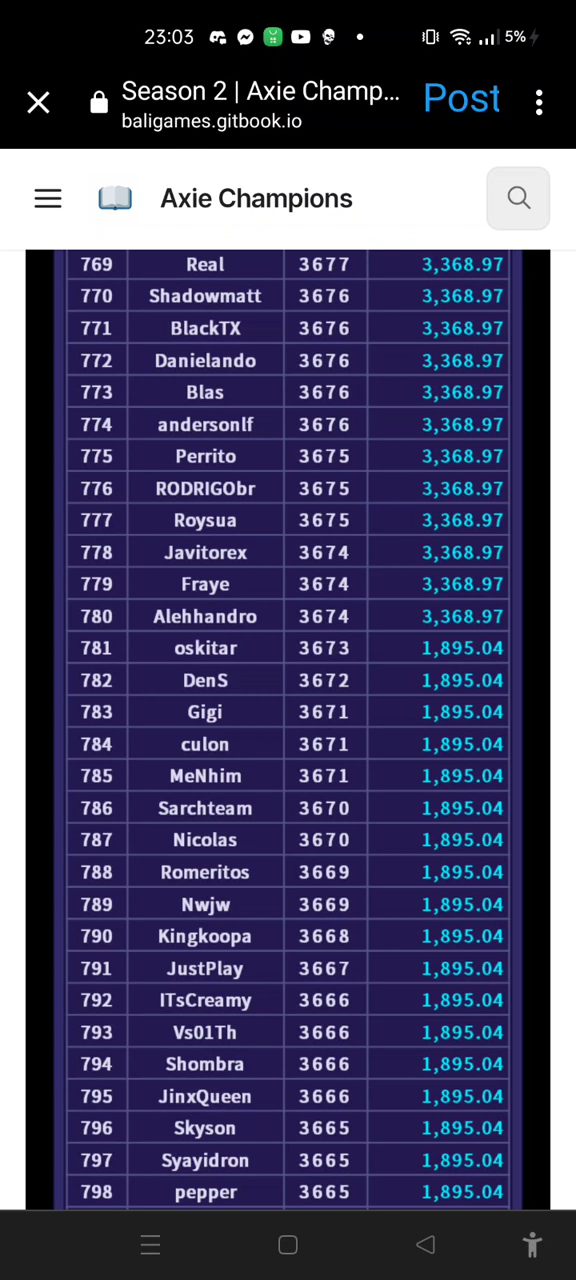 23:03
5%
Season 2 | Axie Champ...
baligames.gitbook.io
Post
Axie Champions
769 Real 3677 3,368.97
770 Shadowmatt 3676 3,368.97
771 BlackTX 3676 3,368.97
772 Danielando 3676 3,368.97
773 Blas 3676 3,368.97
774 andersonlf 3676 3,368.97
775 Perrito 3675 3,368.97
776 RODRIGObr 3675 3,368.97
777 Roysua 3675 3,368.97
778 Javitorex 3674 3,368.97
779 Fraye 3674 3,368.97
780 Alehhandro 3674 3,368.97
781 oskitar 3673 1,895.04
782 DenS 3672 1,895.04
783 Gigi 3671 1,895.04
784 culon 3671 1,895.04
785 MeNhim 3671 1,895.04
786 Sarchteam 3670 1,895.04
787 Nicolas 3670 1,895.04
788 Romeritos 3669 1,895.04
789 Nwjw 3669 1,895.04
790 Kingkoopa 3668 1,895.04
791 JustPlay 3667 1,895.04
792 ITsCreamy 3666 1,895.04
793 Vs01Th 3666 1,895.04
794 Shombra 3666 1,895.04
795 JinxQueen 3666 1,895.04
796 Skyson 3665 1,895.04
797 Syayidron 3665 1,895.04
798 pepper 3665 1,895.04